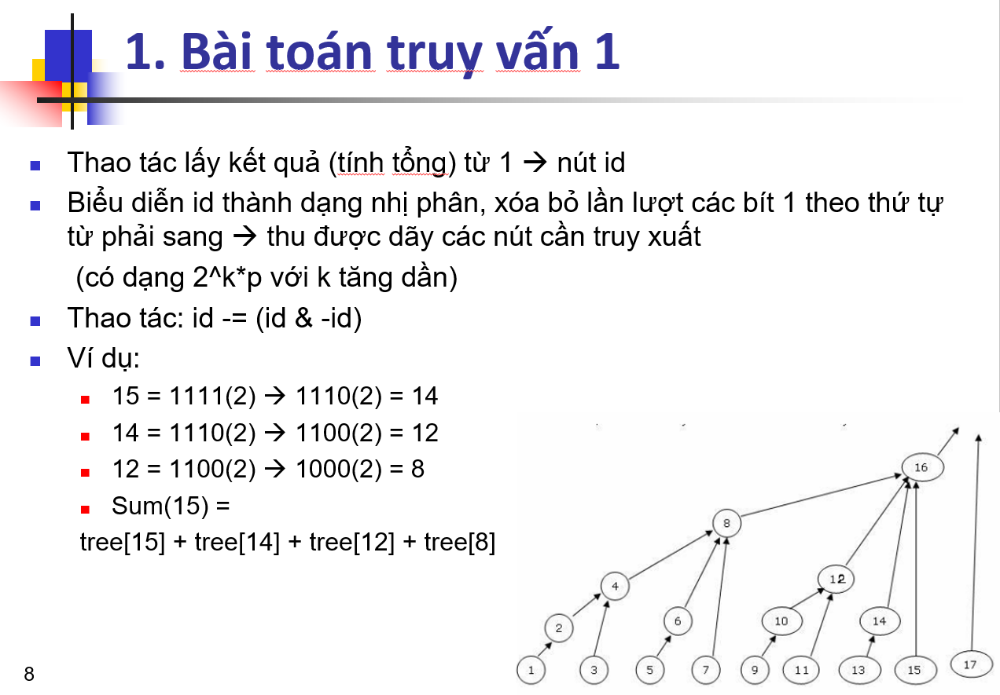 1. Bài toán truy vấn 1
Thao tác lấy kết quả (tính tổng) từ 1 → nút id
Biểu diễn id thành dạng nhị phân, xóa bỏ lần lượt các bít 1 theo thứ tự
từ phải sang → thu được dãy các nút cần truy xuất
(có dạng 2^k*p với k tăng dần)
Thao tác: id -= (id & -id)
Ví dụ:
15 = 1111(2) → 1110(2) = 14
14 = 1110(2) → 1100(2) = 12
12 = 1100(2) → 1000(2) = 8
Sum(15) =
tree[15] + tree[14] + tree[12] + tree[8]
16
8
12
4
2
6
10
14
1
3
5
7
9
11
13
15
17
8